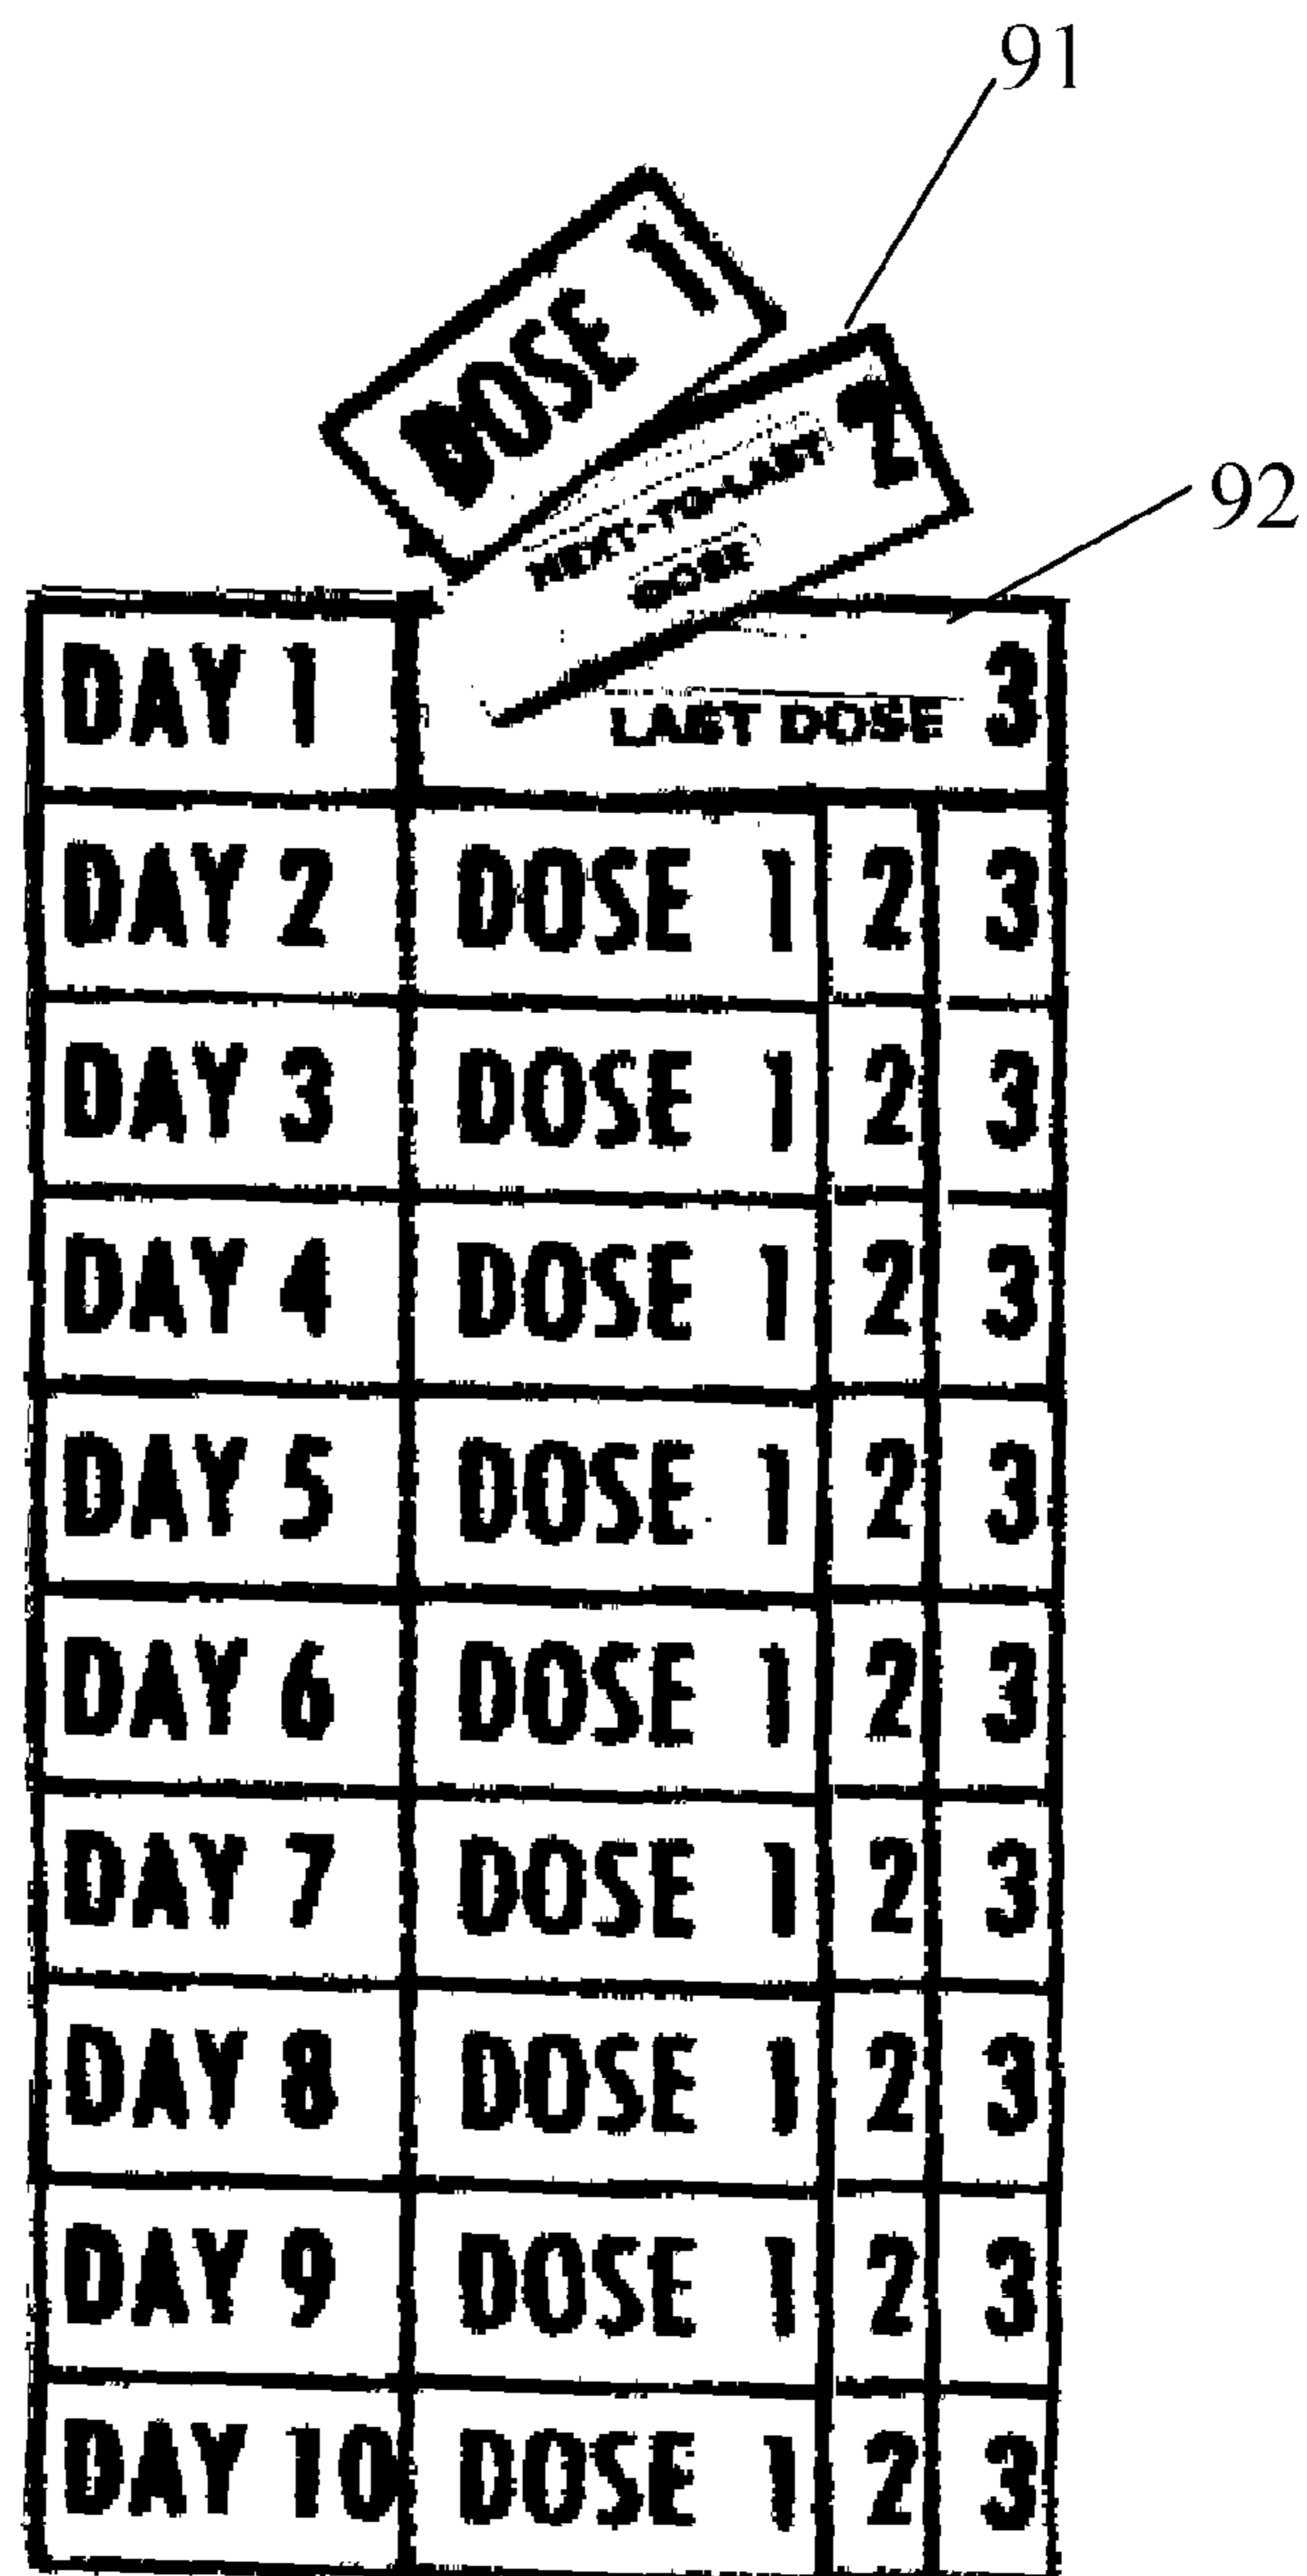 91
DOSE 1
NEXT-TO-LAST 2
DOSE
92
DAY 1 LAST DOSE 3
DAY 2 DOSE 1 2 3
DAY 3 DOSE 1 2 3
DAY 4 DOSE 1 2 3
DAY 5 DOSE 1 2 3
DAY 6 DOSE 1 2 3
DAY 7 DOSE 1 2 3
DAY 8 DOSE 1 2 3
DAY 9 DOSE 1 2 3
DAY 10 DOSE 1 2 3